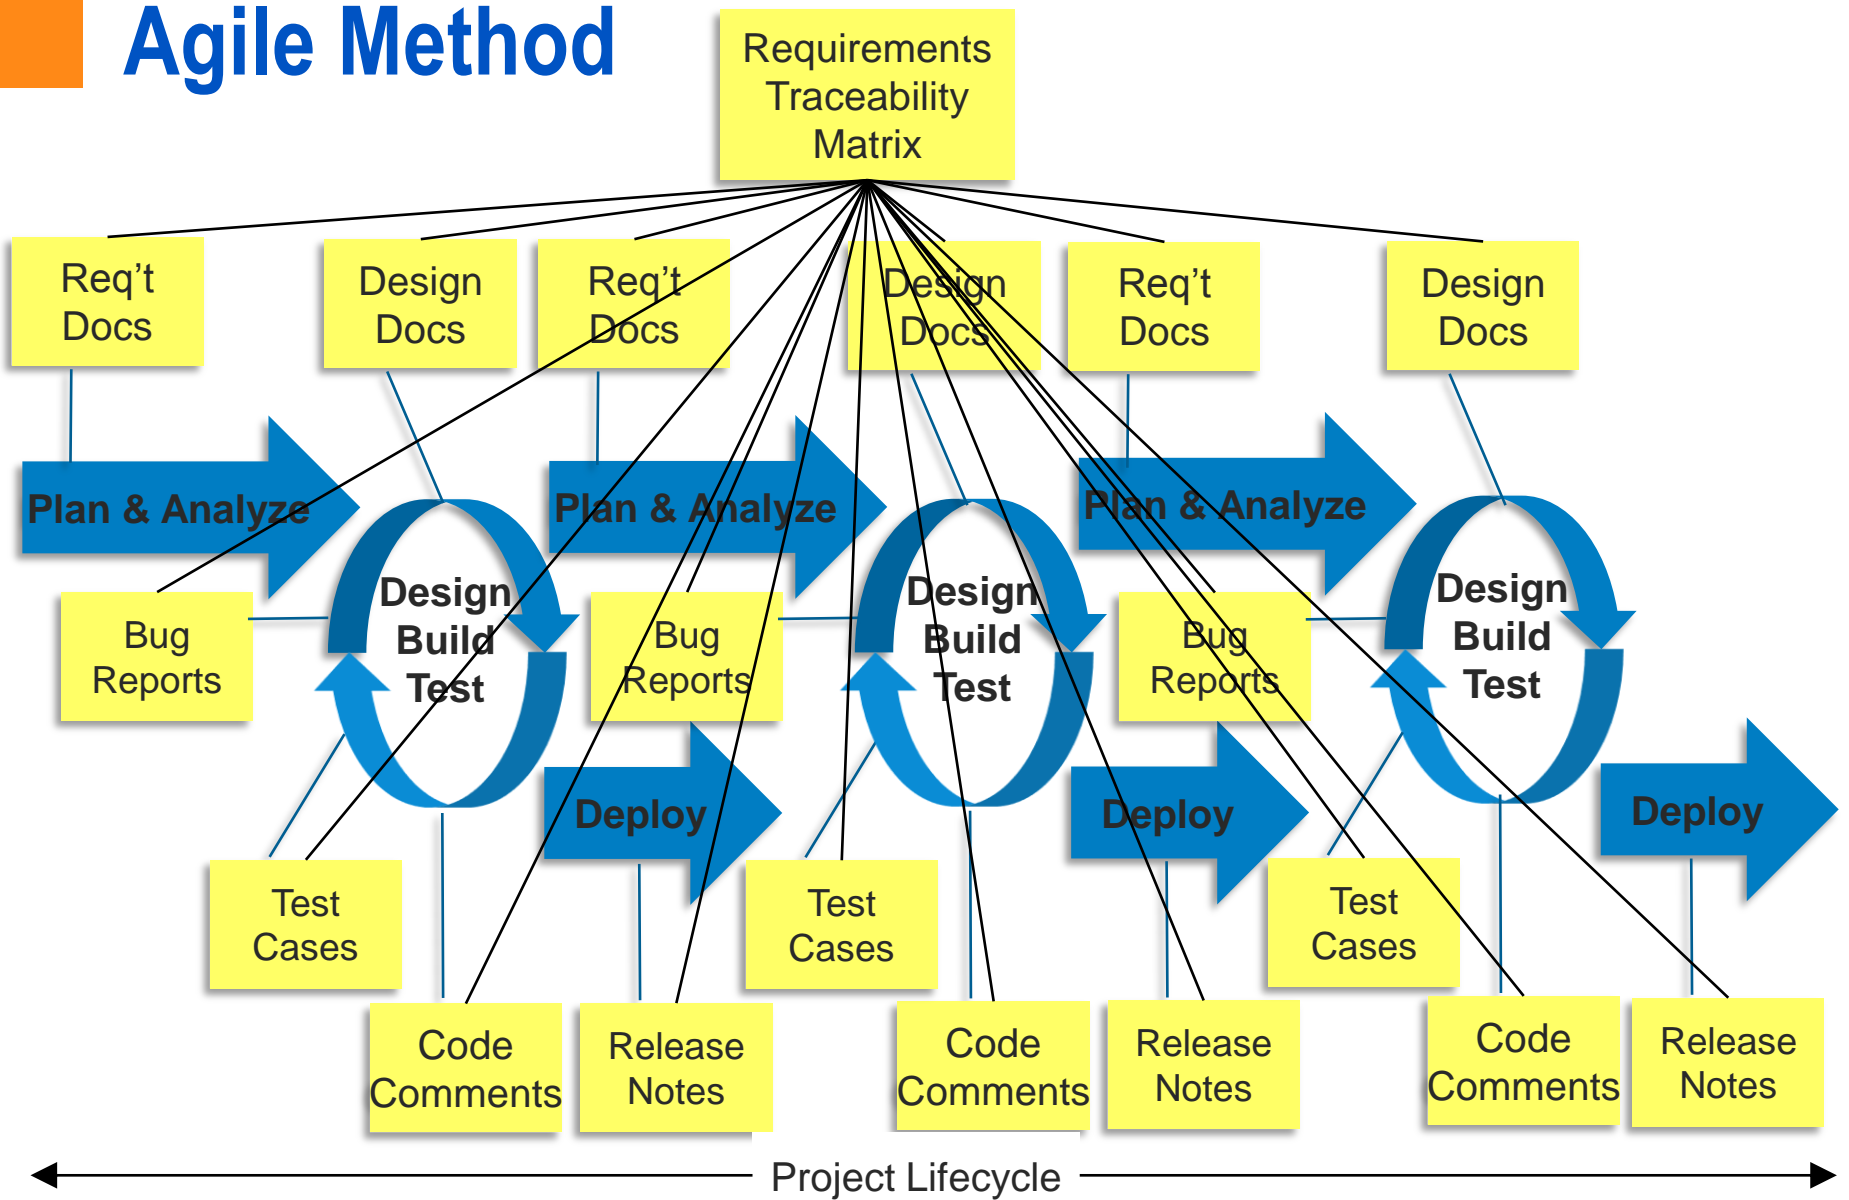 Agile Method
Requirements
Traceability
Matrix
Req't
Docs
Design
Docs
Req't
Docs
Design
Docs
Req't
Docs
Design
Docs
Plan & Analyze
Plan & Analyze
Plan & Analyze
Design
Build
Test
Design
Build
Test
Design
Build
Test
Bug
Reports
Bug
Reports
Bug
Reports
Deploy
Deploy
Deploy
Test
Cases
Test
Cases
Test
Cases
Code
Comments
Release
Notes
Code
Comments
Release
Notes
Code
Comments
Release
Notes
Project Lifecycle